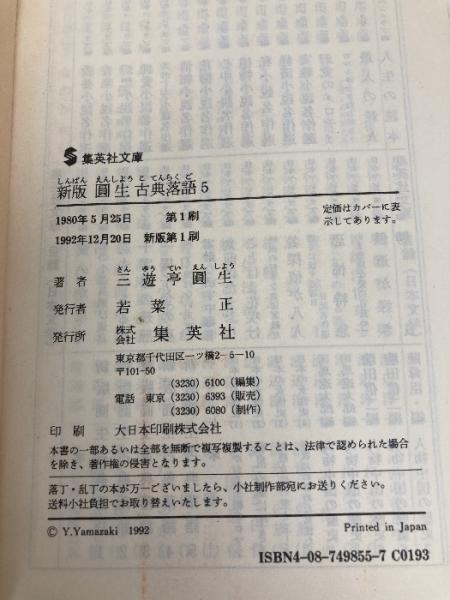 集英社文庫
しんぱん えんしょう こ てんらく ご
新版 圓生 古典落語 5
1980年5月25日 第1刷
1992年12月20日 新版第1刷
定価はカバーに表
示してあります。
さん ゆう てい えん しょう
著者 三遊亭圓生
発行者 若菜 正
発行所 株式会社 集英社
東京都千代田区一ツ橋2-5-10
〒101-50
(3230) 6100 (編集)
電話 東京 (3230) 6393 (販売)
(3230) 6080 (制作)
印刷 大日本印刷株式会社
本書の一部あるいは全部を無断で複写複製することは、法律で認められた場合
を除き、著作権の侵害となります。
落丁・乱丁の本が万一ございましたら、小社制作部宛にお送りください。
送料小社負担でお取り替えいたします。
© Y.Yamazaki 1992
Printed in Japan
ISBN4-08-749855-7 C0193